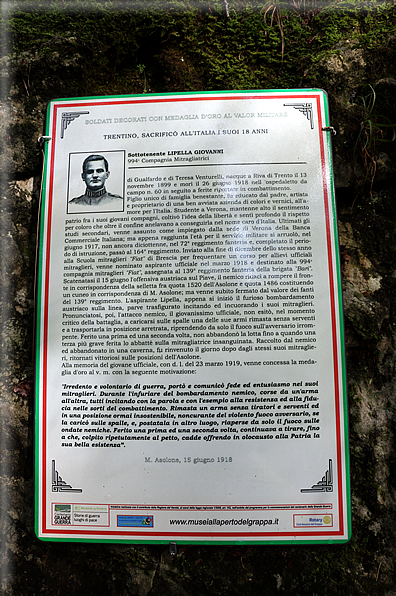 SOLDATI DECORATI CON MEDAGLIA D'ORO AL VALOR MILITARE
TRENTINO, SACRIFICÒ ALL'ITALIA I SUOI 18 ANNI
Sottotenente LIPELLA GIOVANNI
994ª Compagnia Mitragliatrici
di Gualfardo e di Teresa Venturelli, nacque a Riva di Trento il 13
novembre 1899 e morì il 26 giugno 1918 nell'ospedaletto da
campo n. 60 in seguito a ferite riportate in combattimento.
Figlio unico di famiglia benestante, fu educato dal padre,
e proprietario di una bene avviata azienda di colori e vernici, all'a-
more per l'Italia. Studente a Verona, mantenne alto il sentimento
patrio fra i suoi giovani compagni, coltivò l'idea della libertà e sentì profondo il rispetto
per coloro che oltre il confine anelavano a conseguirla nel nome caro d'Italia. Ultimati gli
studi secondari, venne assunto come impiegato dalla sede di Verona della Banca
Commerciale Italiana; ma appena raggiunta l'età per il servizio militare si arruolò, nel
giugno 1917, non ancora diciottenne, nel 72° reggimento fanteria e, completato il perio-
do di istruzione, passò al 64° reggimento. Inviato alla fine di dicembre dello stesso anno
alla Scuola mitraglieri "Fiat" di Brescia per frequentare un corso per allievi ufficiali
mitraglieri, venne nominato aspirante ufficiale nel marzo 1918 e destinato alla 994ª
compagnia mitraglieri "Fiat", assegnata al 139° reggimento fanteria della brigata "Bari".
Scatenatasi il 15 giugno l'offensiva austriaca sul Piave, il nemico riuscì a rompere il fron-
te in corrispondenza della selletta fra quota 1520 dell'Asolone e quota 1486 costituendo
un cuneo in corrispondenza di M. Asolone; ma venne subito fermato dal valore dei fanti
del 139° reggimento. L'aspirante Lipella, appena si iniziò il furioso bombardamento
austriaco sulla linea, parve trasfigurato incitando ed incuorando i suoi mitraglieri.
Pronunciatosi, poi, l'attacco nemico, il giovanissimo ufficiale, non esitò, nel momento
critico della battaglia, a caricarsi sulle spalla una delle sue armi rimasta senza serventi
e a trasportarla in posizione arretrata, riprendendo da solo il fuoco sull'avversario irrom-
pente. Ferito una prima ed una seconda volta, non abbandonò la lotta fino a quando una
terza più grave ferita lo abbatté sulla mitragliatrice insanguinata. Raccolto dal nemico
ed abbandonato in una caverna, fu rinvenuto il giorno dopo dagli stessi suoi mitraglie-
ri, ritornati vittoriosi sulle posizioni dell'Asolone.
Alla memoria del giovane ufficiale, con d. l. del 23 marzo 1919, venne concessa la meda-
glia d'oro al v. m. con la seguente motivazione:
"Irredento e volontario di guerra, portò e comunicò fede ed entusiasmo nei suoi
mitraglieri. Durante l'infuriare del bombardamento nemico, corse da un'arma
all'altra, tutti incitando con la parola e con l'esempio alla resistenza ed alla fidu-
cia nelle sorti del combattimento. Rimasta un arma senza tiratori e serventi ed
in una posizione ormai insostenibile, noncurante del violento fuoco avversario, se
la caricò sulle spalle, e, postatala in altro luogo, riaperse da solo il fuoco sulle
ondate nemiche. Ferito una prima ed una seconda volta, continuava a tirare, fino
a che, colpito ripetutamente al petto, cadde offrendo in olocausto alla Patria la
sua bella esistenza".
M. Asolone, 15 giugno 1918
GRANDE GUERRA
Storie di guerra
luoghi di pace
www.museiallapertodelgrappa.it
Rotary